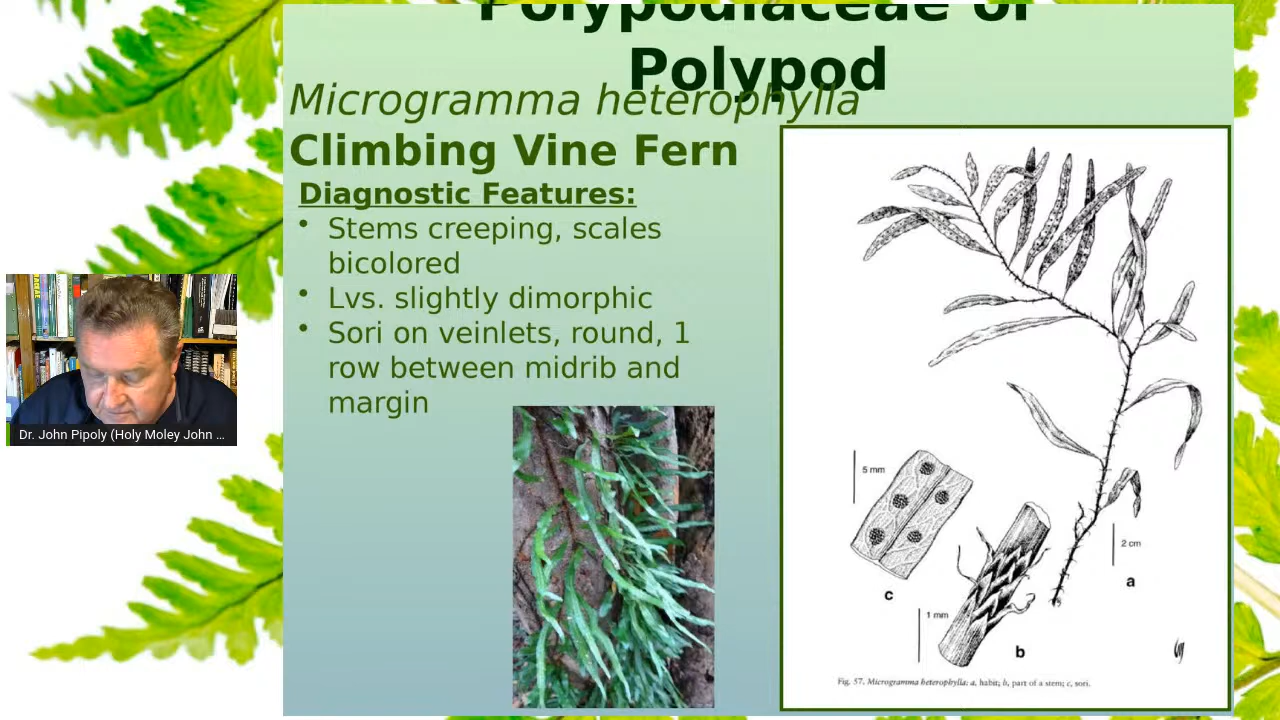 Polypodiaceae or
Polypod
Microgramma heterophylla
Climbing Vine Fern
Diagnostic Features:
• Stems creeping, scales
bicolored
• Lvs. slightly dimorphic
• Sori on veinlets, round, 1
row between midrib and
margin
Dr. John Pipoly (Holy Moley John ...
5 mm
2 cm
a
c
1 mm
b
Fig. 57. Microgramma heterophylla: a, habit; b, part of a stem; c, sori.